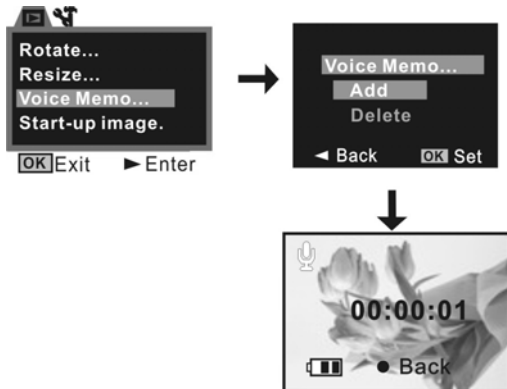 Rotate...
Resize...
Voice Memo...
Start-up image.
OK Exit ► Enter
Voice Memo...
Add
Delete
◄ Back OK Set
00:00:01
● Back